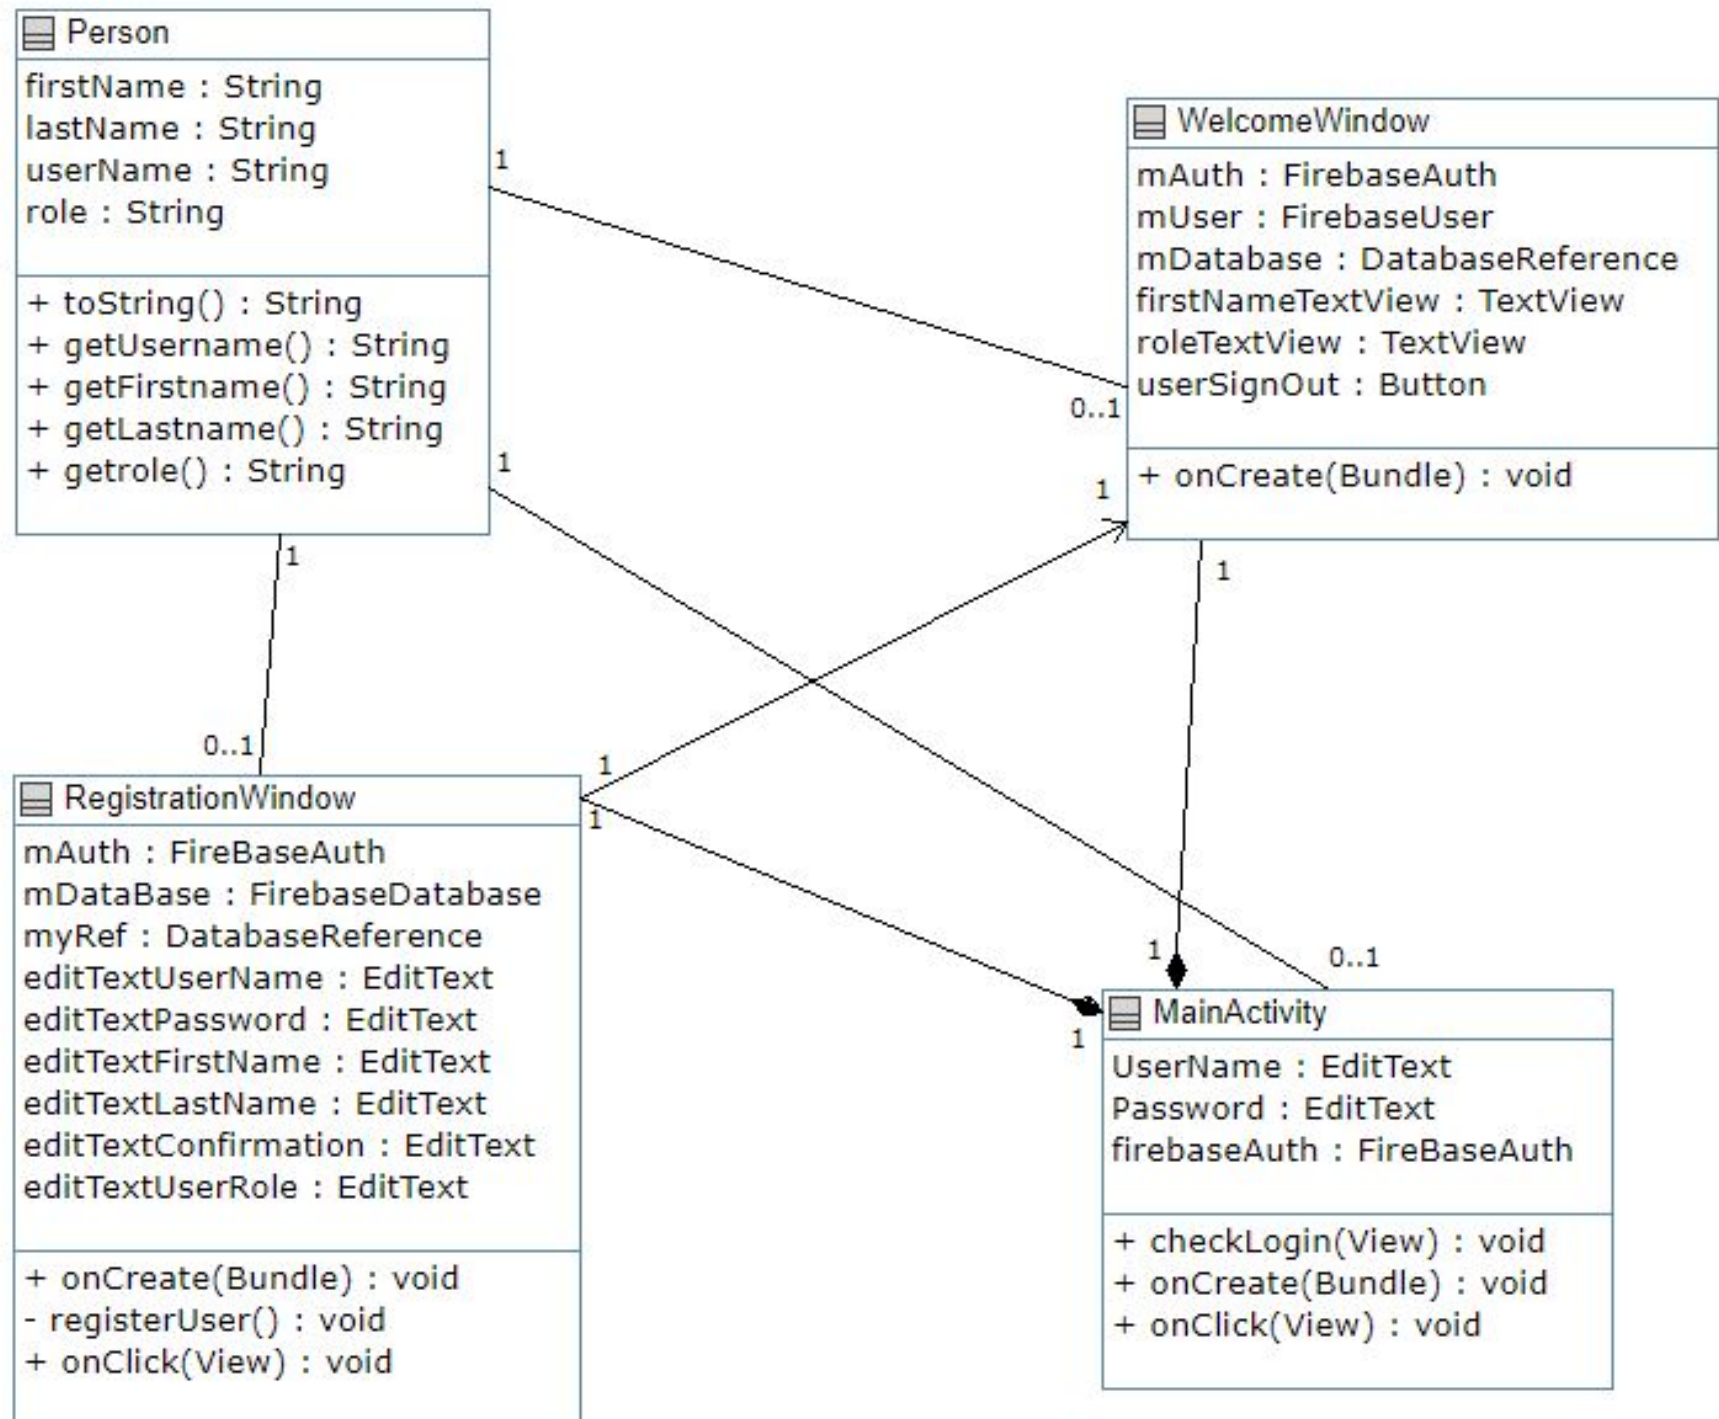 Person
firstName : String
lastName : String
userName : String
role : String
+ toString() : String
+ getUsername() : String
+ getFirstname() : String
+ getLastname() : String
+ getrole() : String
1
1
1
0..1
WelcomeWindow
mAuth : FirebaseAuth
mUser : FirebaseUser
mDatabase : DatabaseReference
firstNameTextView : TextView
roleTextView : TextView
userSignOut : Button
+ onCreate(Bundle) : void
0..1
1
1
RegistrationWindow
mAuth : FireBaseAuth
mDataBase : FirebaseDatabase
myRef : DatabaseReference
editTextUserName : EditText
editTextPassword : EditText
editTextFirstName : EditText
editTextLastName : EditText
editTextConfirmation : EditText
editTextUserRole : EditText
+ onCreate(Bundle) : void
- registerUser() : void
+ onClick(View) : void
1
1
1
0..1
1
MainActivity
UserName : EditText
Password : EditText
firebaseAuth : FireBaseAuth
+ checkLogin(View) : void
+ onCreate(Bundle) : void
+ onClick(View) : void